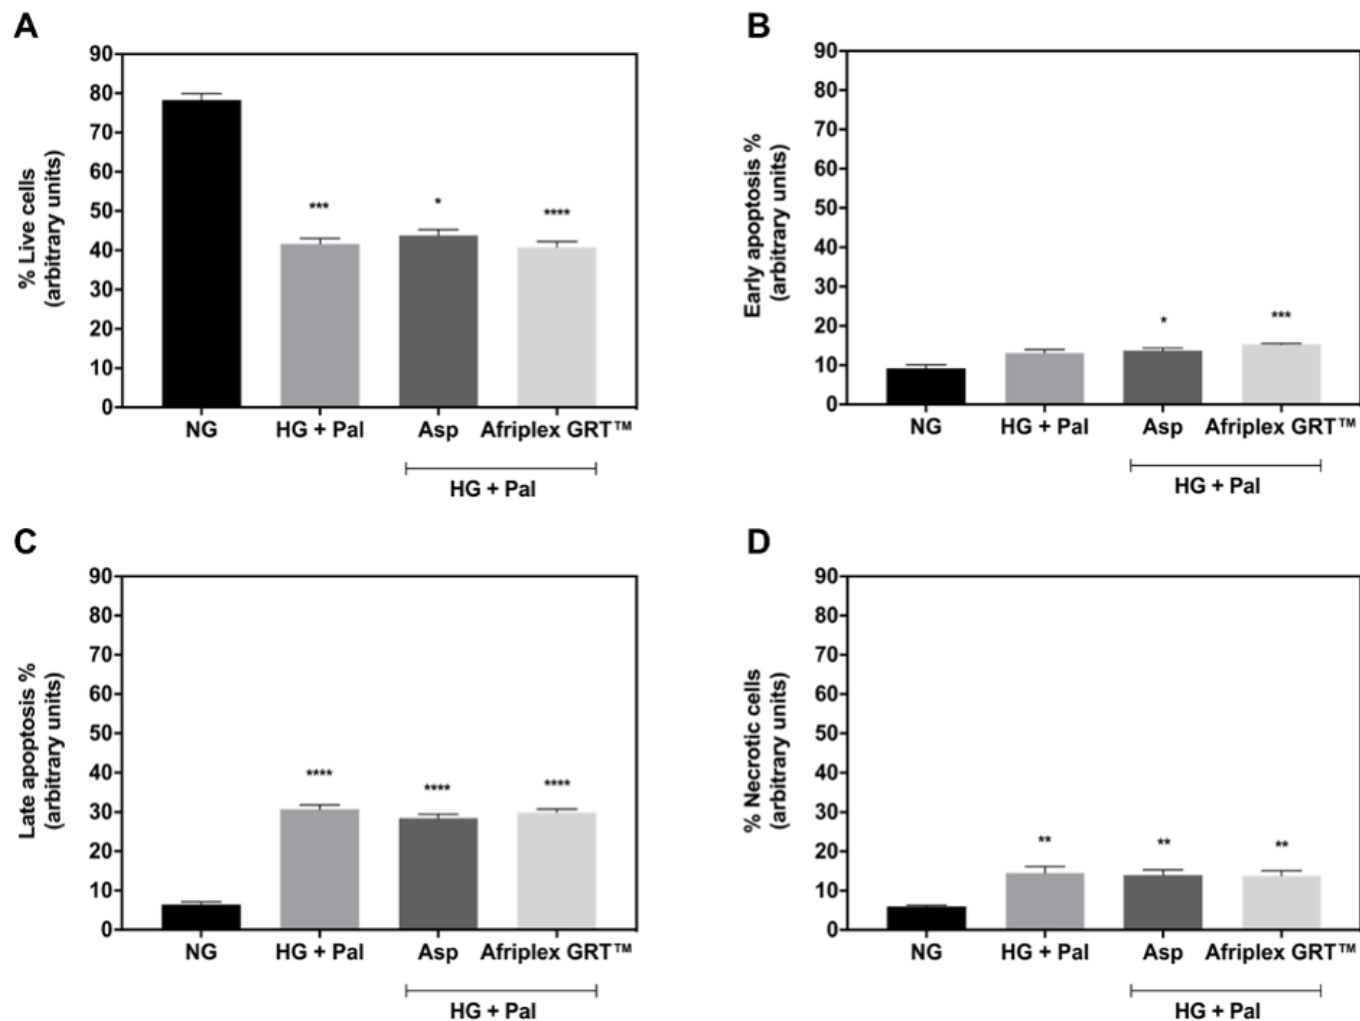 A
% Live cells
(arbitrary units)
90
80
70
60
50
40
30
20
10
0
***
*
****
NG HG + Pal Asp Afriplex GRT™
HG + Pal
B
Early apoptosis %
(arbitrary units)
90
80
70
60
50
40
30
20
10
0
*
***
NG HG + Pal Asp Afriplex GRT™
HG + Pal
C
Late apoptosis %
(arbitrary units)
90
80
70
60
50
40
30
20
10
0
****
****
****
NG HG + Pal Asp Afriplex GRT™
HG + Pal
D
% Necrotic cells
(arbitrary units)
90
80
70
60
50
40
30
20
10
0
**
**
**
NG HG + Pal Asp Afriplex GRT™
HG + Pal